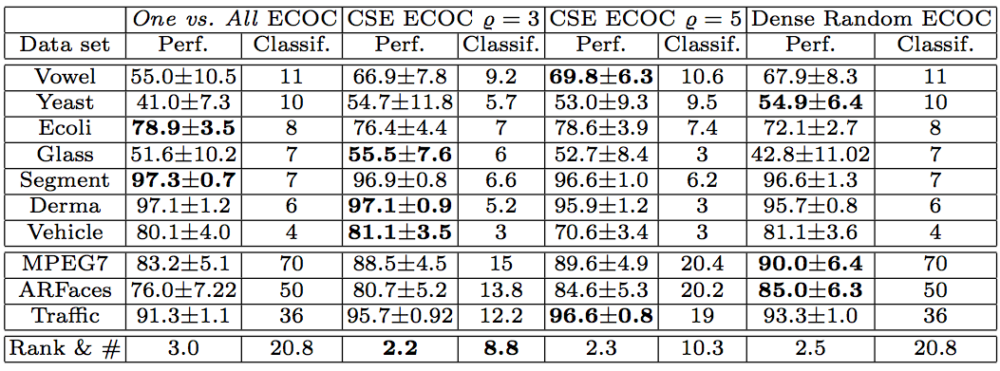 One vs. All ECOC CSE ECOC ϱ = 3 CSE ECOC ϱ = 5 Dense Random ECOC
Data set Perf. Classif. Perf. Classif. Perf. Classif. Perf. Classif.
Vowel 55.0±10.5 11 66.9±7.8 9.2 69.8±6.3 10.6 67.9±8.3 11
Yeast 41.0±7.3 10 54.7±11.8 5.7 53.0±9.3 9.5 54.9±6.4 10
Ecoli 78.9±3.5 8 76.4±4.4 7 78.6±3.9 7.4 72.1±2.7 8
Glass 51.6±10.2 7 55.5±7.6 6 52.7±8.4 3 42.8±11.02 7
Segment 97.3±0.7 7 96.9±0.8 6.6 96.6±1.0 6.2 96.6±1.3 7
Derma 97.1±1.2 6 97.1±0.9 5.2 95.9±1.2 3 95.7±0.8 6
Vehicle 80.1±4.0 4 81.1±3.5 3 70.6±3.4 3 81.1±3.6 4
MPEG7 83.2±5.1 70 88.5±4.5 15 89.6±4.9 20.4 90.0±6.4 70
ARFaces 76.0±7.22 50 80.7±5.2 13.8 84.6±5.3 20.2 85.0±6.3 50
Traffic 91.3±1.1 36 95.7±0.92 12.2 96.6±0.8 19 93.3±1.0 36
Rank & # 3.0 20.8 2.2 8.8 2.3 10.3 2.5 20.8